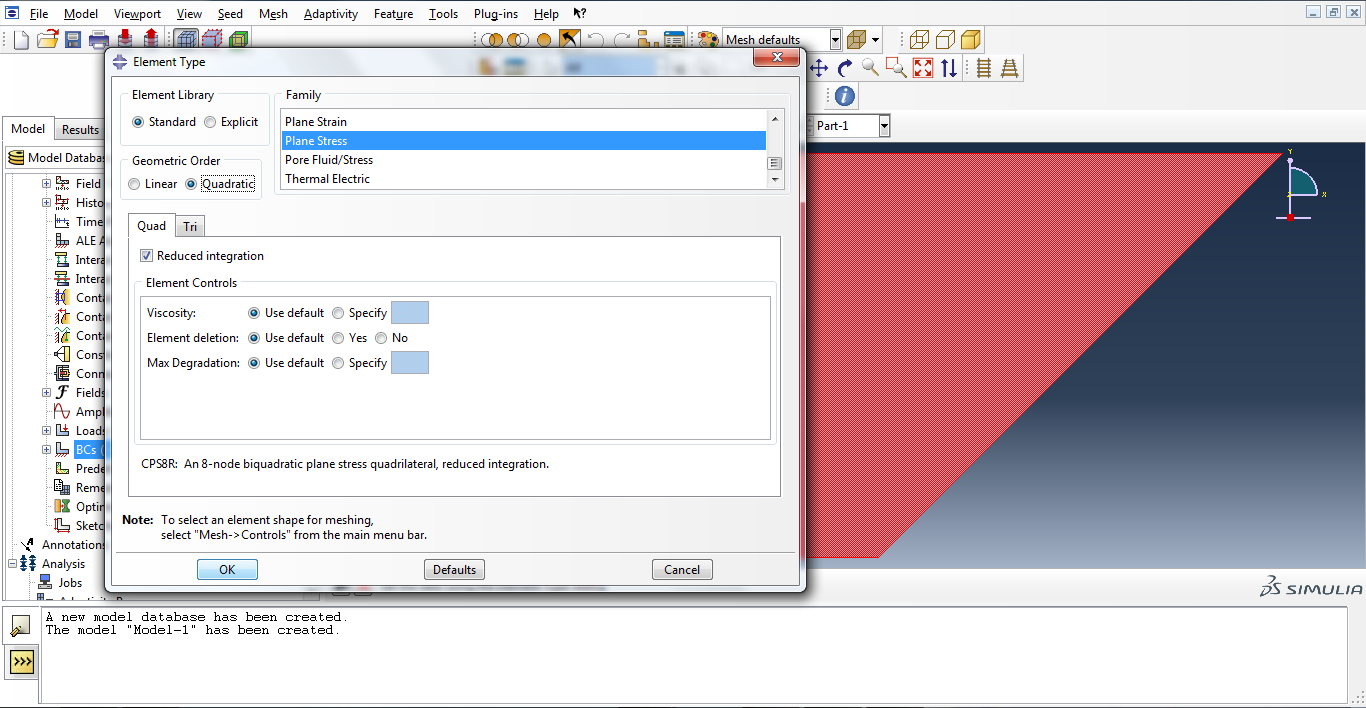 File Model Viewport View Seed Mesh Adaptivity Feature Tools Plug-ins Help
Mesh defaults
Element Type
Element Library
Standard Explicit
Geometric Order
Linear Quadratic
Family
Plane Strain
Plane Stress
Pore Fluid/Stress
Thermal Electric
Quad Tri
Reduced integration
Element Controls
Viscosity: Use default Specify
Element deletion: Use default Yes No
Max Degradation: Use default Specify
CPS8R: An 8-node biquadratic plane stress quadrilateral, reduced integration.
Note: To select an element shape for meshing,
select "Mesh->Controls" from the main menu bar.
OK Defaults Cancel
Part-1
Y
X
Model Results
Model Databa
Field
Histo
Time
ALE A
Intera
Intera
Conta
Conta
Conta
Cons
Conn
Fields
Ampl
Loads
BCs (
Prede
Reme
Optim
Sketc
Annotations
Analysis
Jobs
SIMULIA
A new model database has been created.
The model "Model-1" has been created.